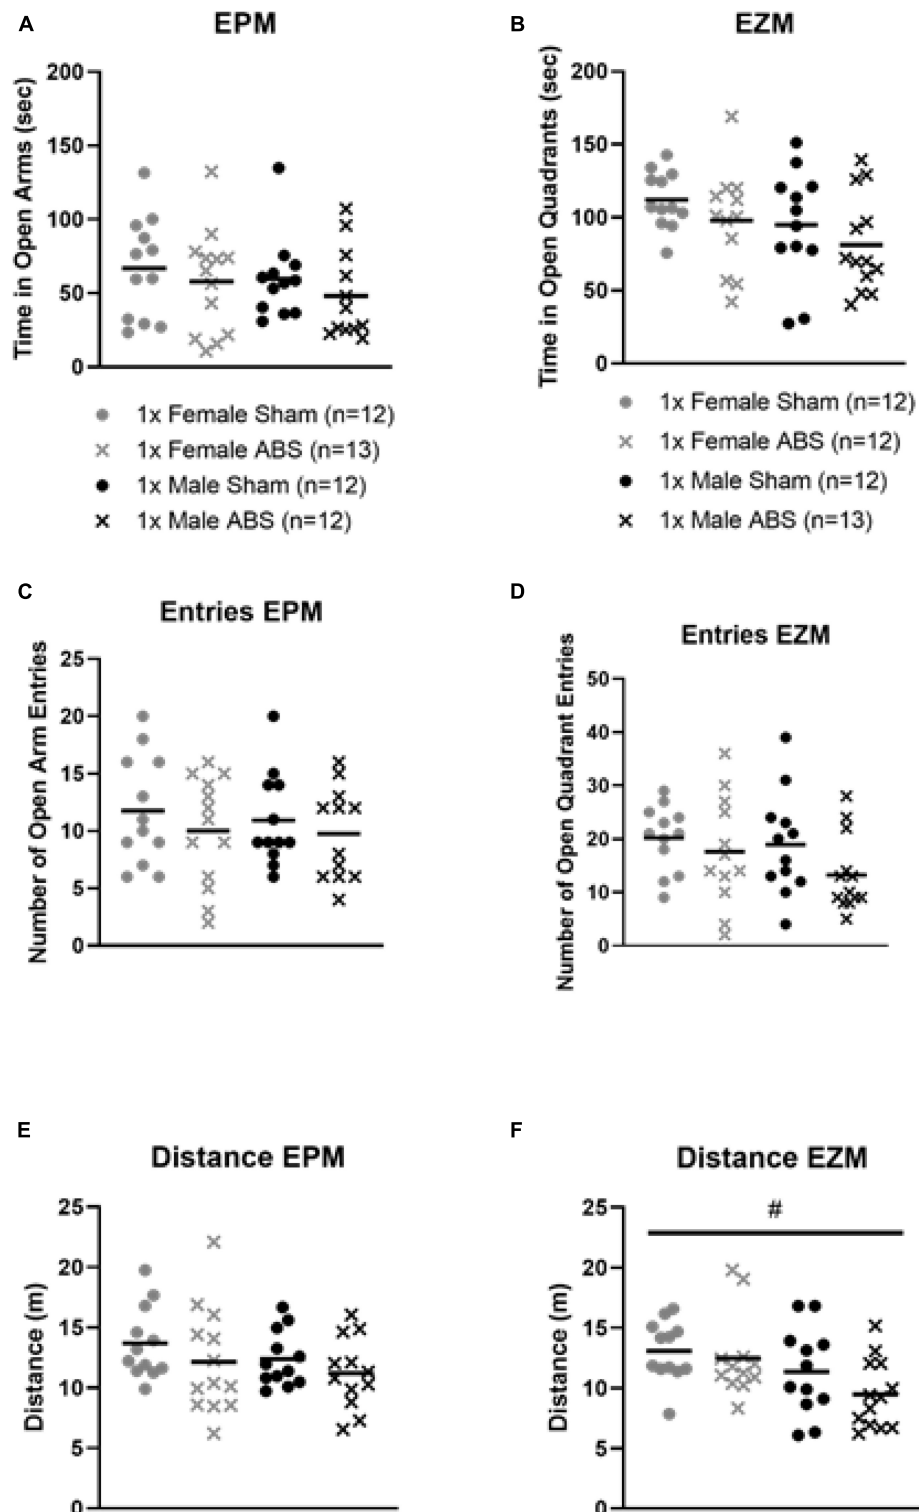 A
EPM
Time in Open Arms (sec)
200
150
100
50
0
1x Female Sham (n=12)
1x Female ABS (n=13)
1x Male Sham (n=12)
1x Male ABS (n=12)
B
EZM
Time in Open Quadrants (sec)
200
150
100
50
0
1x Female Sham (n=12)
1x Female ABS (n=12)
1x Male Sham (n=12)
1x Male ABS (n=13)
C
Entries EPM
Number of Open Arm Entries
25
20
15
10
5
0
D
Entries EZM
Number of Open Quadrant Entries
50
40
30
20
10
0
E
Distance EPM
Distance (m)
25
20
15
10
5
0
F
Distance EZM
Distance (m)
25
20
15
10
5
0
#